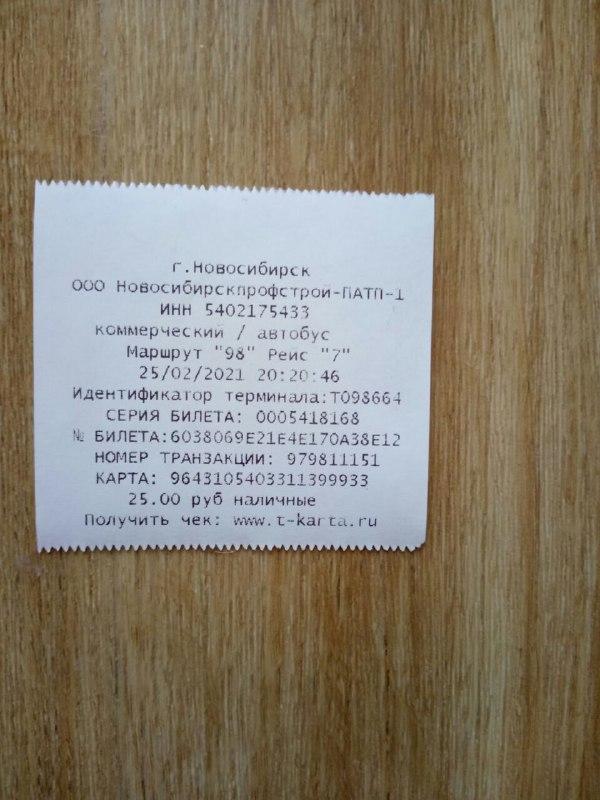 г.Новосибирск
ООО Новосибирскпрофстрой-ПАТП-1
ИНН 5402175433
коммерческий / автобус
Маршрут "98" Рейс "7"
25/02/2021 20:20:46
Идентификатор терминала:T098664
СЕРИЯ БИЛЕТА: 0005418168
№ БИЛЕТА:6038069E21E4E170A38E12
НОМЕР ТРАНЗАКЦИИ: 979811151
КАРТА: 9643105403311399933
25.00 руб наличные
Получить чек: www.t-karta.ru